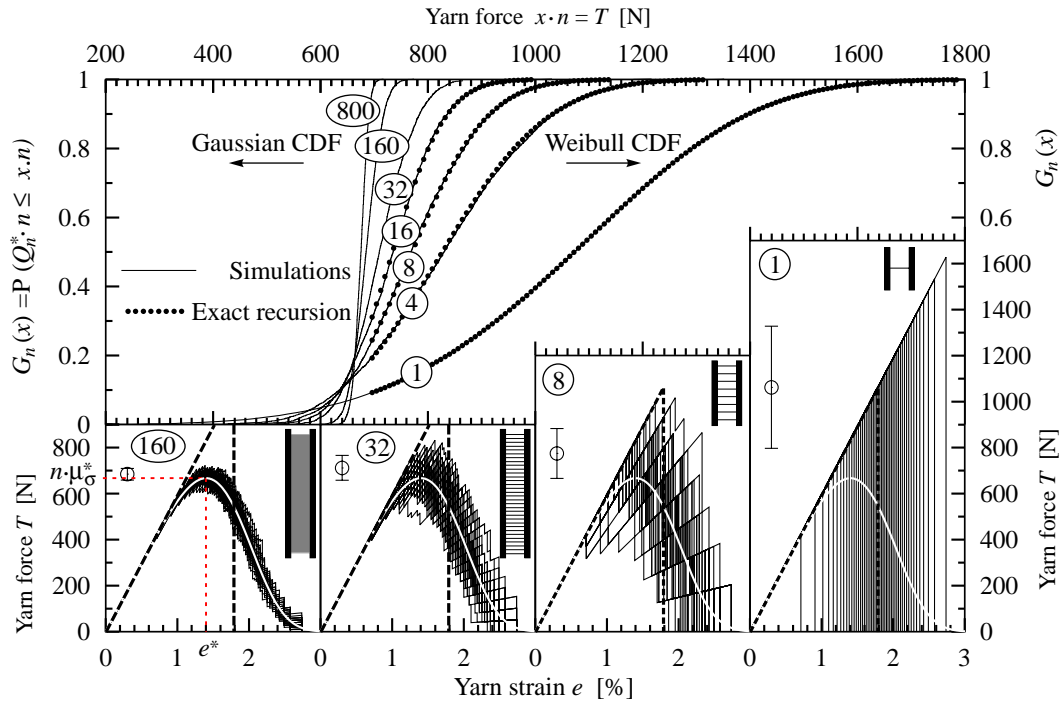 Yarn force x·n = T [N]
200 400 600 800 1000 1200 1400 1600 1800
1 1
800
Gaussian CDF Weibull CDF
160
0.8 0.8
32
0.6 16 0.6
8 1
Simulations 1600
4
0.4 1400
Exact recursion
1200
0.2 1 8
1000
0
800 160 32 800
n·μ*σ
600 600
400 400
200 200
0 0
0 1 2 0 1 2 0 1 2 0 1 2 3
e*
Yarn strain e [%]
G_n(x) = P (Q*_n · n ≤ x.n)
G_n(x)
Yarn force T [N]
Yarn force T [N]